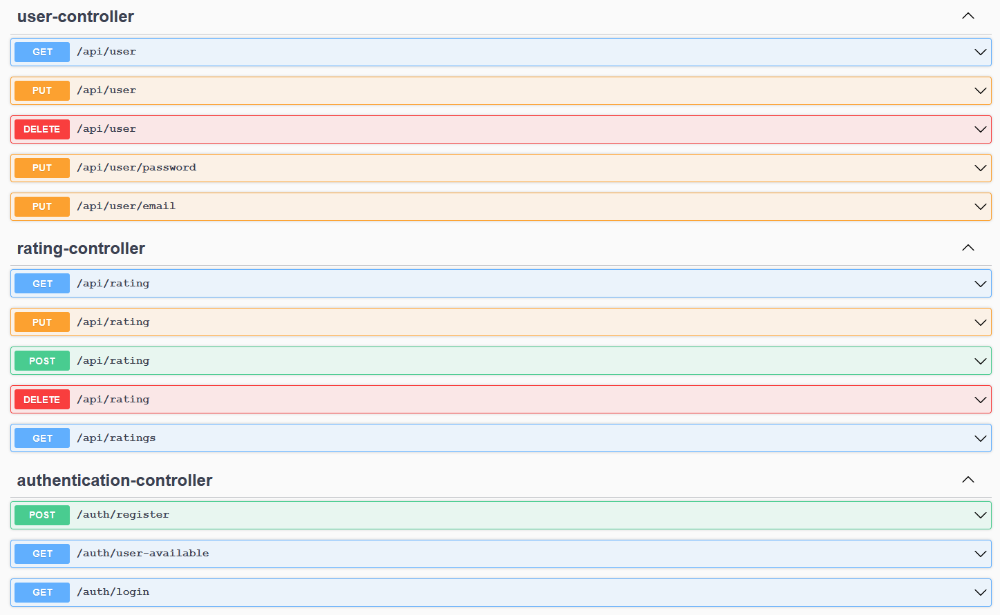 user-controller
GET /api/user
PUT /api/user
DELETE /api/user
PUT /api/user/password
PUT /api/user/email
rating-controller
GET /api/rating
PUT /api/rating
POST /api/rating
DELETE /api/rating
GET /api/ratings
authentication-controller
POST /auth/register
GET /auth/user-available
GET /auth/login